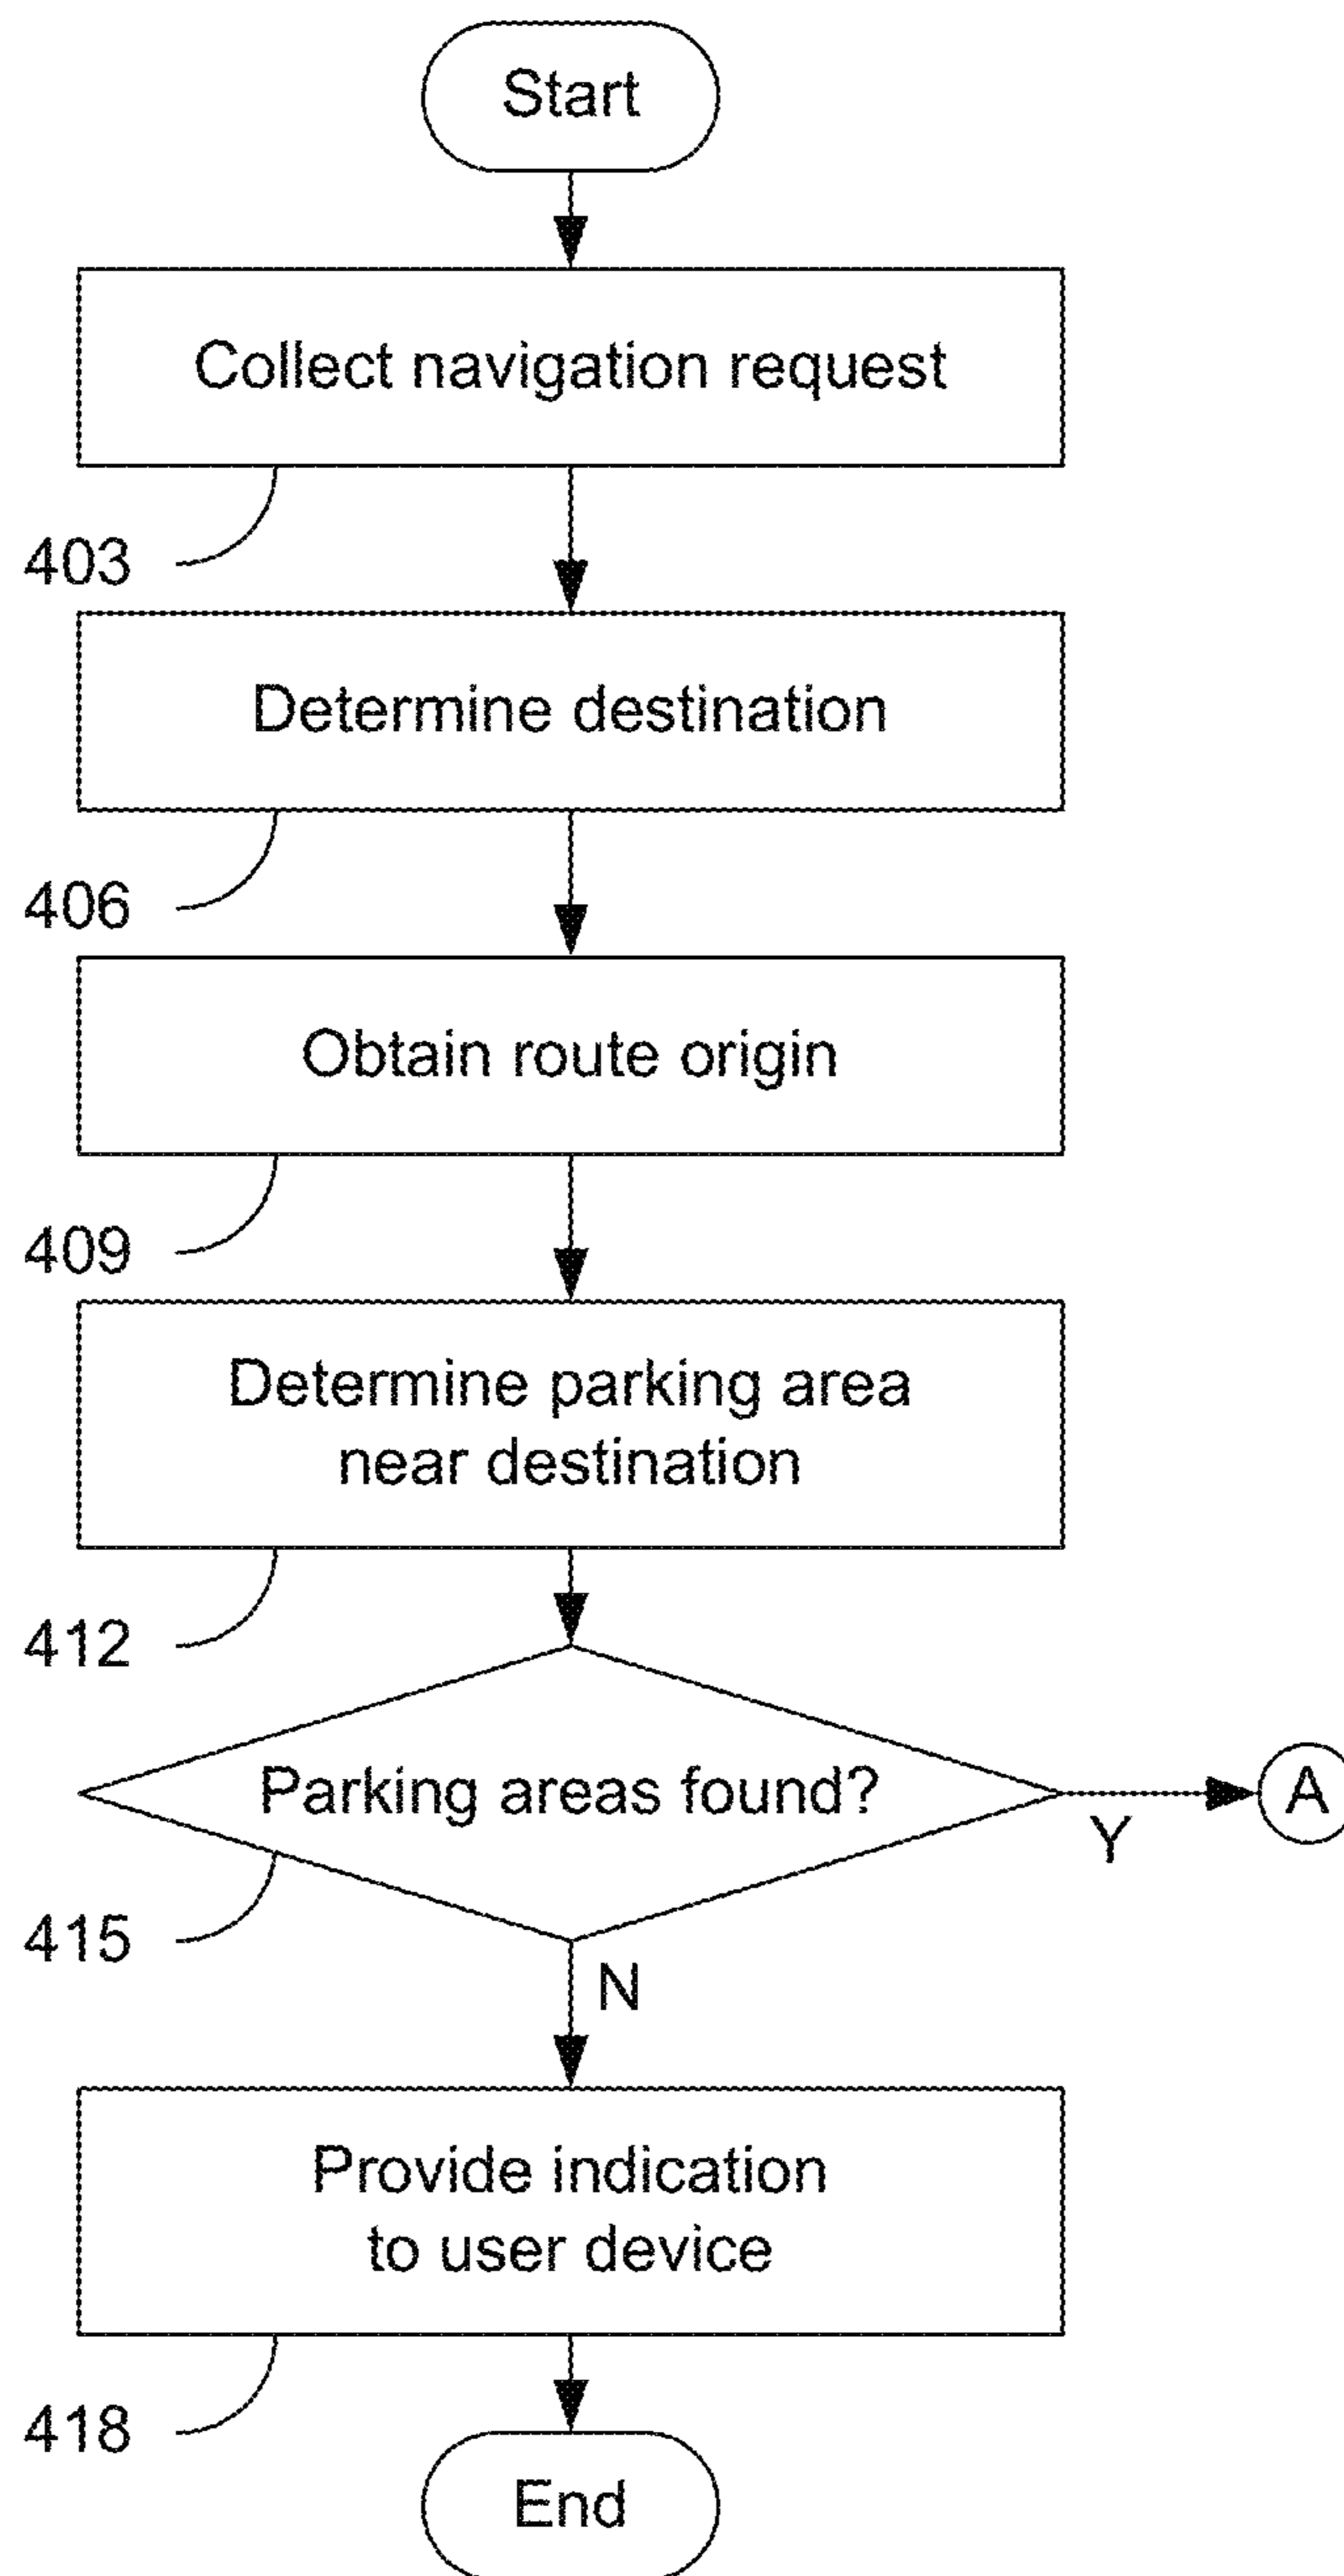 Start
Collect navigation request
403
Determine destination
406
Obtain route origin
409
Determine parking area
near destination
412
Parking areas found?
A
Y
415
N
Provide indication
to user device
418
End